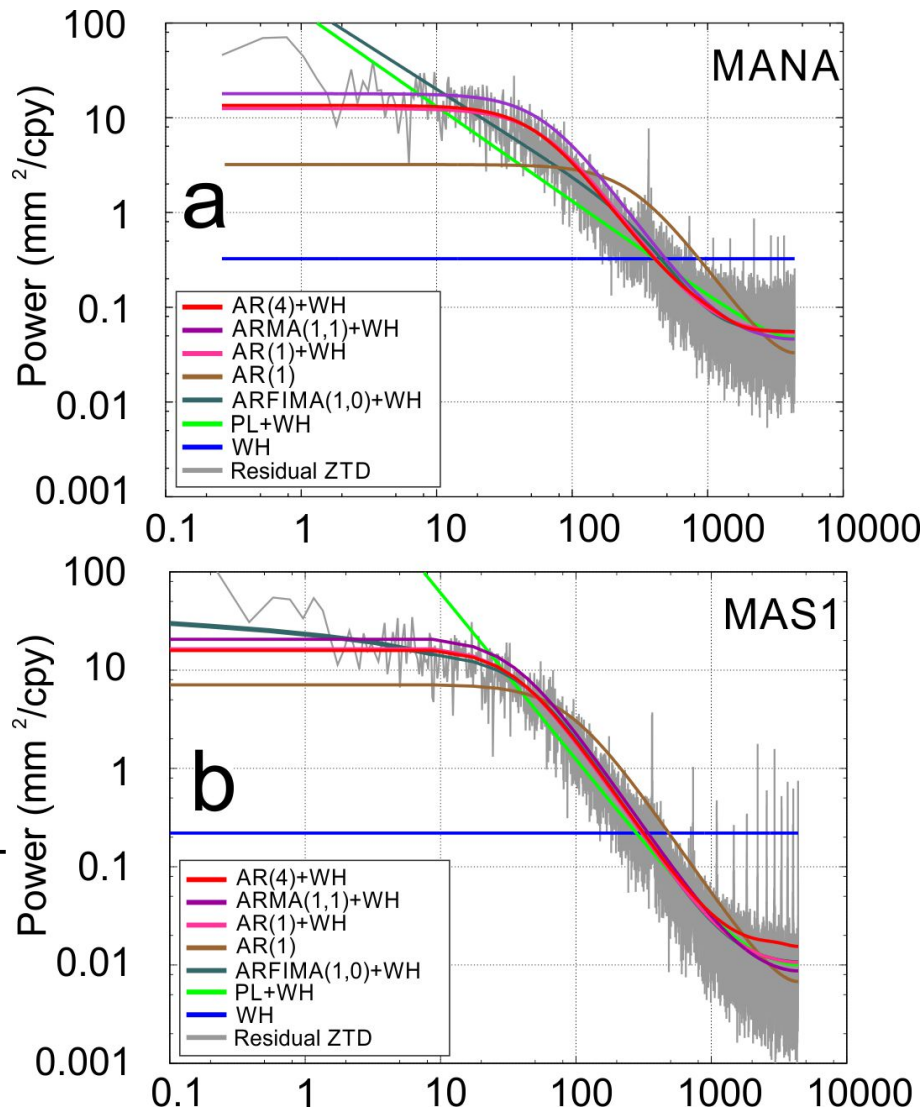 100
MANA
10
1
a
0.1
0.01
0.001
Power (mm²/cpy)
AR(4)+WH
ARMA(1,1)+WH
AR(1)+WH
AR(1)
ARFIMA(1,0)+WH
PL+WH
WH
Residual ZTD
0.1 1 10 100 1000 10000
100
MAS1
10
1
b
0.1
0.01
0.001
Power (mm²/cpy)
AR(4)+WH
ARMA(1,1)+WH
AR(1)+WH
AR(1)
ARFIMA(1,0)+WH
PL+WH
WH
Residual ZTD
0.1 1 10 100 1000 10000